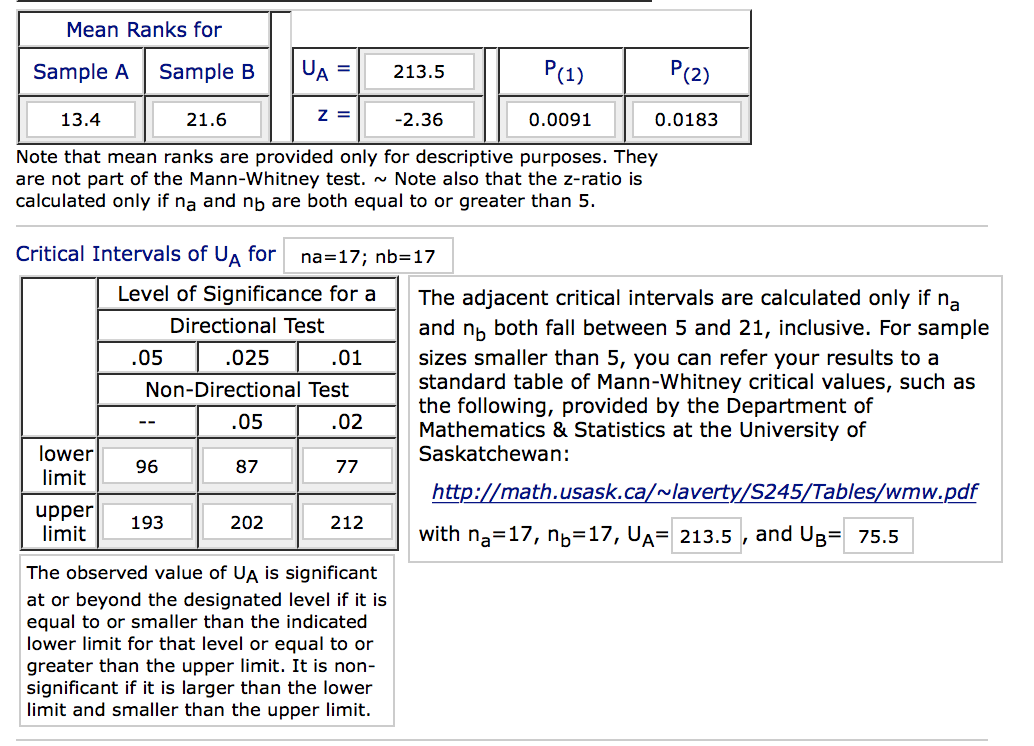 Mean Ranks for
Sample A Sample B UA = 213.5 P(1) P(2)
13.4 21.6 z = -2.36 0.0091 0.0183
Note that mean ranks are provided only for descriptive purposes. They
are not part of the Mann-Whitney test. ~ Note also that the z-ratio is
calculated only if na and nb are both equal to or greater than 5.
Critical Intervals of UA for na=17; nb=17
Level of Significance for a
Directional Test
.05 .025 .01
Non-Directional Test
-- .05 .02
lower
limit 96 87 77
upper
limit 193 202 212
The observed value of UA is significant
at or beyond the designated level if it is
equal to or smaller than the indicated
lower limit for that level or equal to or
greater than the upper limit. It is non-
significant if it is larger than the lower
limit and smaller than the upper limit.
The adjacent critical intervals are calculated only if na
and nb both fall between 5 and 21, inclusive. For sample
sizes smaller than 5, you can refer your results to a
standard table of Mann-Whitney critical values, such as
the following, provided by the Department of
Mathematics & Statistics at the University of
Saskatchewan:
http://math.usask.ca/~laverty/S245/Tables/wmw.pdf
with na=17, nb=17, UA= 213.5 , and UB= 75.5